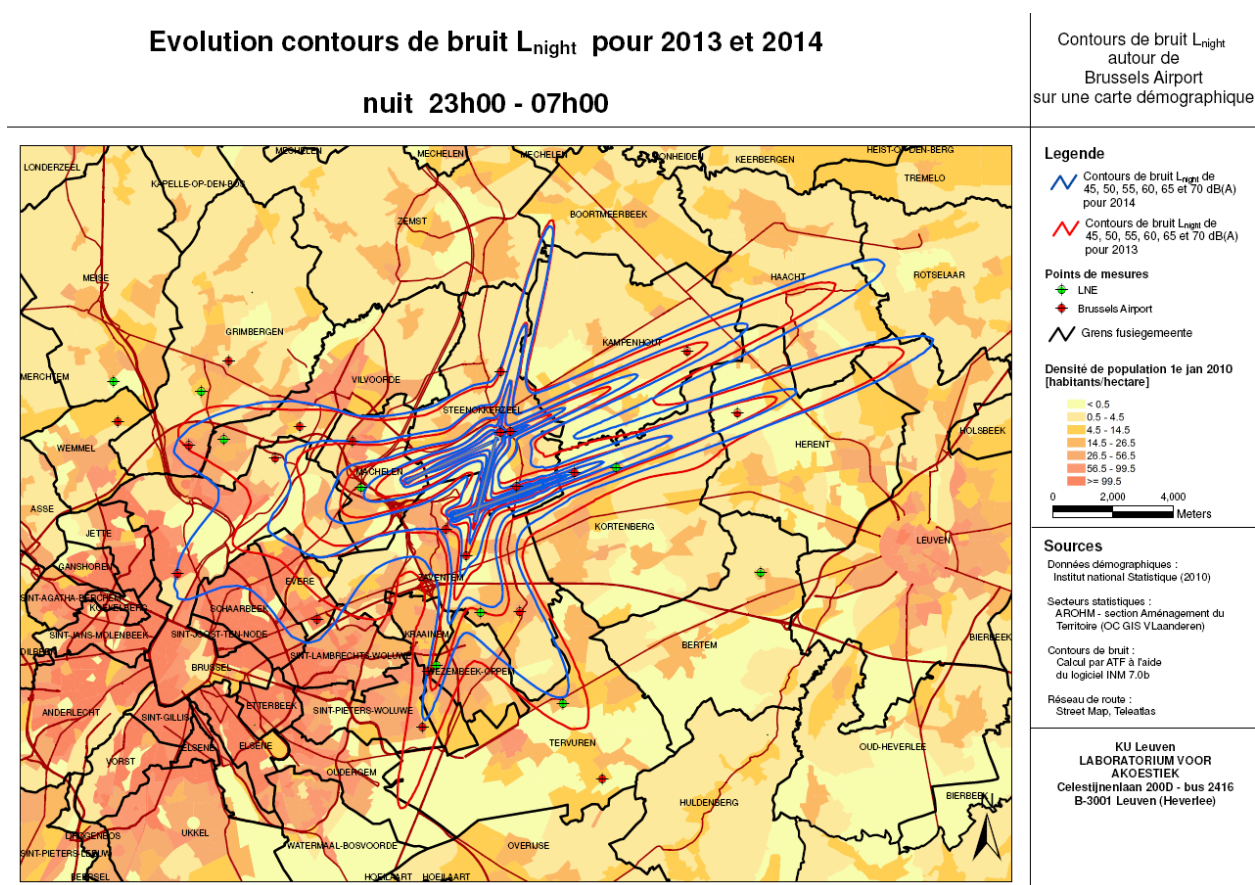 Evolution contours de bruit Lnight pour 2013 et 2014
nuit 23h00 - 07h00
Contours de bruit Lnight
autour de
Brussels Airport
sur une carte démographique
Legende
Contours de bruit Lnight de
45, 50, 55, 60, 65 et 70 dB(A)
pour 2014
Contours de bruit Lnight de
45, 50, 55, 60, 65 et 70 dB(A)
pour 2013
Points de mesures
LNE
Brussels Airport
Grens fusiegemeente
Densité de population 1e jan 2010
[habitants/hectare]
< 0.5
0.5 - 4.5
4.5 - 14.5
14.5 - 26.5
26.5 - 56.5
56.5 - 99.5
>= 99.5
0 2,000 4,000
Meters
Sources
Données démographiques :
Institut national Statistique (2010)
Secteurs statistiques :
AROHM - section Aménagement du
Territoire (OC GIS VLaanderen)
Contours de bruit :
Calcul par ATF à l'aide
du logiciel INM 7.0b
Réseau de route :
Street Map, Teleatlas
KU Leuven
LABORATORIUM VOOR
AKOESTIEK
Celestijnenlaan 200D - bus 2416
B-3001 Leuven (Heverlee)
MECHELEN
MECHELEN
MECHELEN
KEERBERGEN
HEIST-OP-DEN-BERG
LONDERZEEL
KAPELLE-OP-DEN-BOS
TREMELO
ZEMST
BOORTMEERBEEK
MEISE
HAACHT
ROTSELAAR
GRIMBERGEN
KAMPENHOUT
MERCHTEM
VILVOORDE
STEENOKKERZEEL
HOLSBEEK
WEMMEL
HERENT
MACHELEN
ASSE
JETTE
KORTENBERG
LEUVEN
GANSHOREN
EVERE
ZAVENTEM
SINT-AGATHA-BERCHEM
KOEKELBERG
SCHAARBEEK
SINT-JANS-MOLENBEEK
SINT-JOOST-TEN-NODE
KRAAINEM
BIERBEEK
DILBEEK
SINT-LAMBRECHTS-WOLUWE
BERTEM
BRUSSEL
WEZEMBEEK-OPPEM
ANDERLECHT
SINT-GILLIS
ETTERBEEK
SINT-PIETERS-WOLUWE
ELSENE
ELSENE
TERVUREN
OUD-HEVERLEE
VORST
OUDERGEM
HULDENBERG
BIERBEEK
N
UKKEL
WATERMAAL-BOSVOORDE
OVERIJSE
SINT-PIETERS-LEEUW
BEERSEL
HOEILAART
HOEILAART